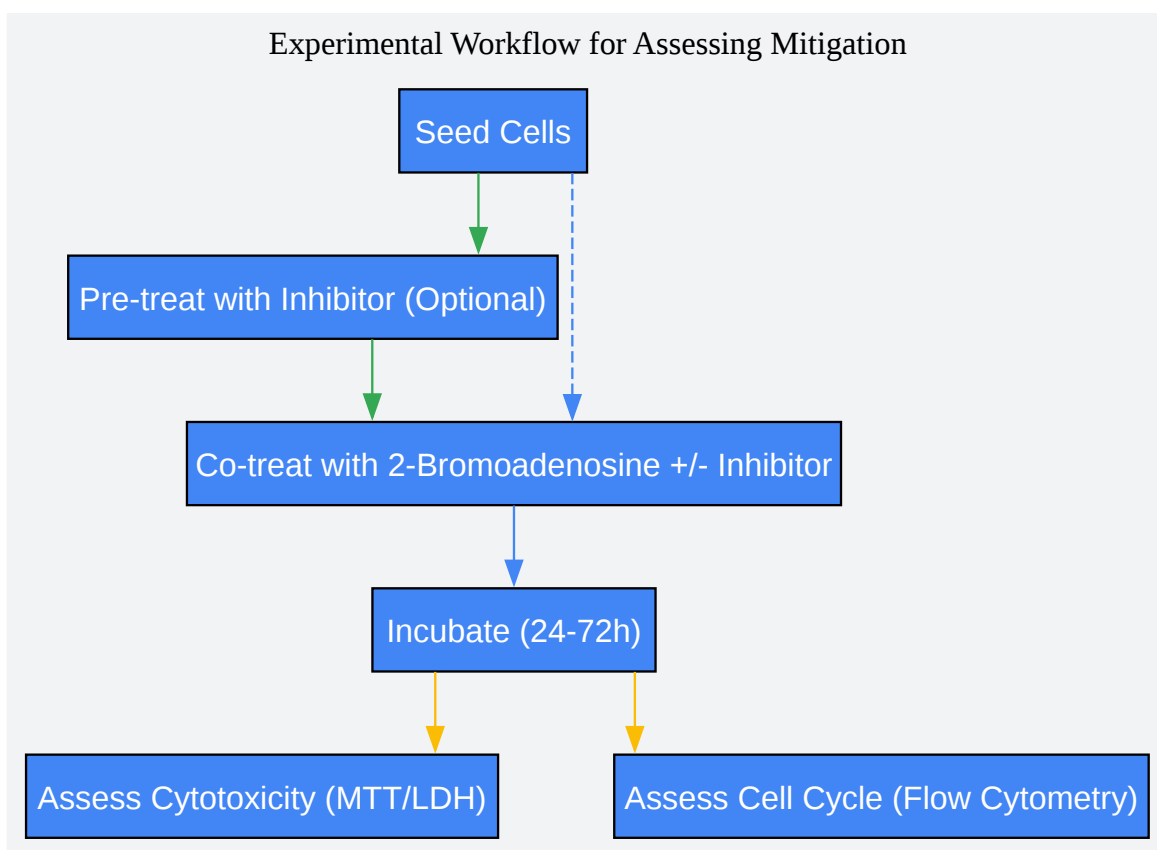 Experimental Workflow for Assessing Mitigation
Seed Cells
Pre-treat with Inhibitor (Optional)
Co-treat with 2-Bromoadenosine +/- Inhibitor
Incubate (24-72h)
Assess Cytotoxicity (MTT/LDH)
Assess Cell Cycle (Flow Cytometry)